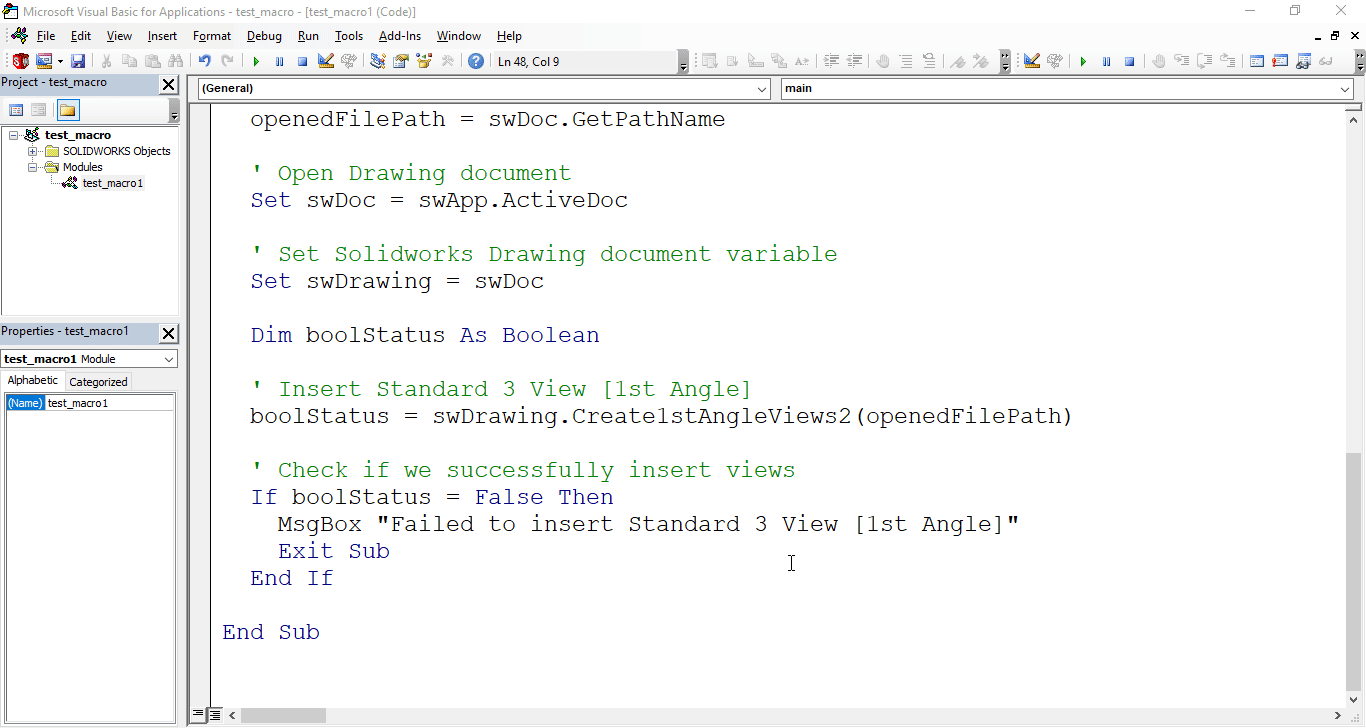 Microsoft Visual Basic for Applications - test_macro - [test_macro1 (Code)]
File Edit View Insert Format Debug Run Tools Add-Ins Window Help
Ln 48, Col 9
Project - test_macro
test_macro
SOLIDWORKS Objects
Modules
test_macro1
Properties - test_macro1
test_macro1 Module
Alphabetic Categorized
(Name) test_macro1
(General) main
openedFilePath = swDoc.GetPathName
' Open Drawing document
Set swDoc = swApp.ActiveDoc
' Set Solidworks Drawing document variable
Set swDrawing = swDoc
Dim boolStatus As Boolean
' Insert Standard 3 View [1st Angle]
boolStatus = swDrawing.Create1stAngleViews2(openedFilePath)
' Check if we successfully insert views
If boolStatus = False Then
MsgBox "Failed to insert Standard 3 View [1st Angle]"
Exit Sub
End If
End Sub